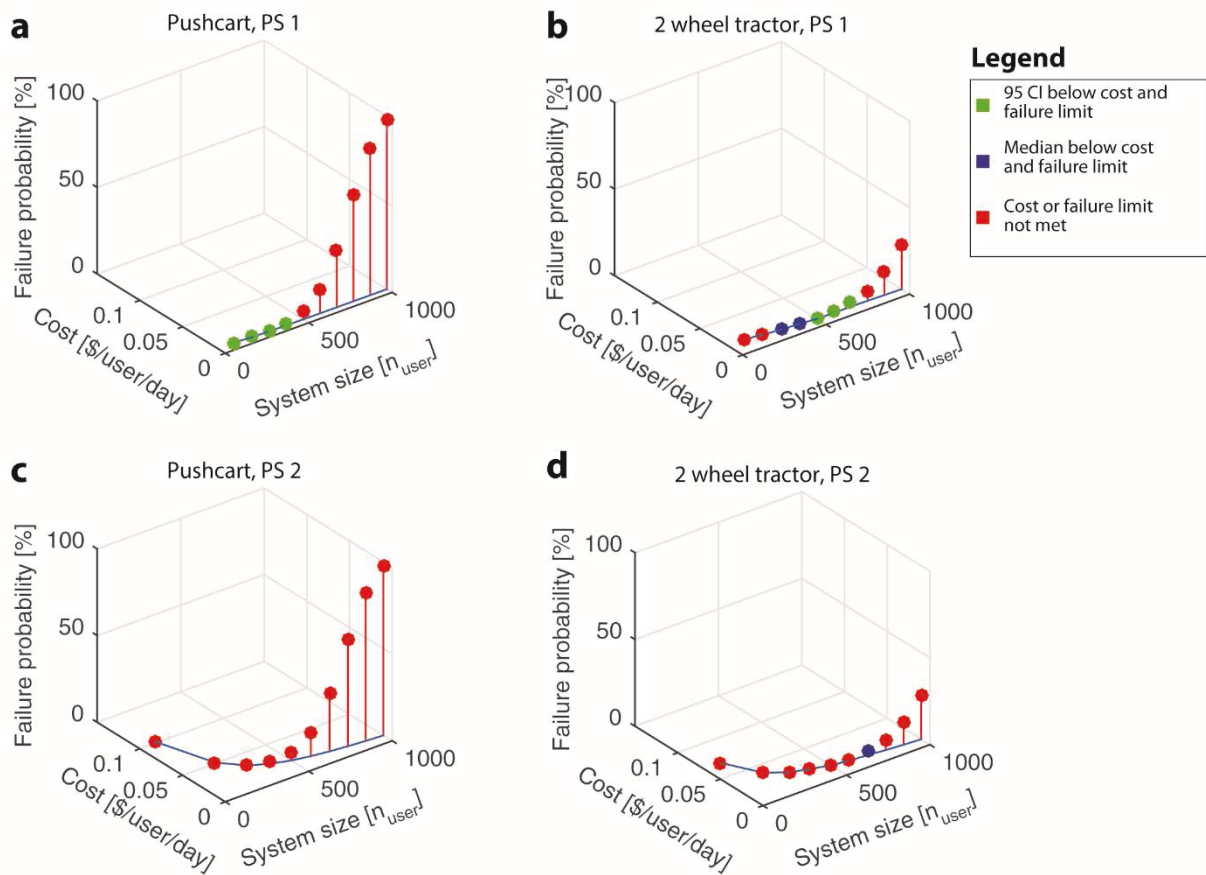 a
Pushcart, PS 1
Failure probability [%]
100
50
0
Cost [$/user/day]
0.1
0.05
0
0
500
1000
System size [n_user]
b
2 wheel tractor, PS 1
Failure probability [%]
100
50
0
Cost [$/user/day]
0.1
0.05
0
0
500
1000
System size [n_user]
Legend
95 CI below cost and
failure limit
Median below cost
and failure limit
Cost or failure limit
not met
c
Pushcart, PS 2
Failure probability [%]
100
50
0
Cost [$/user/day]
0.1
0.05
0
0
500
1000
System size [n_user]
d
2 wheel tractor, PS 2
Failure probability [%]
100
50
0
Cost [$/user/day]
0.1
0.05
0
0
500
1000
System size [n_user]